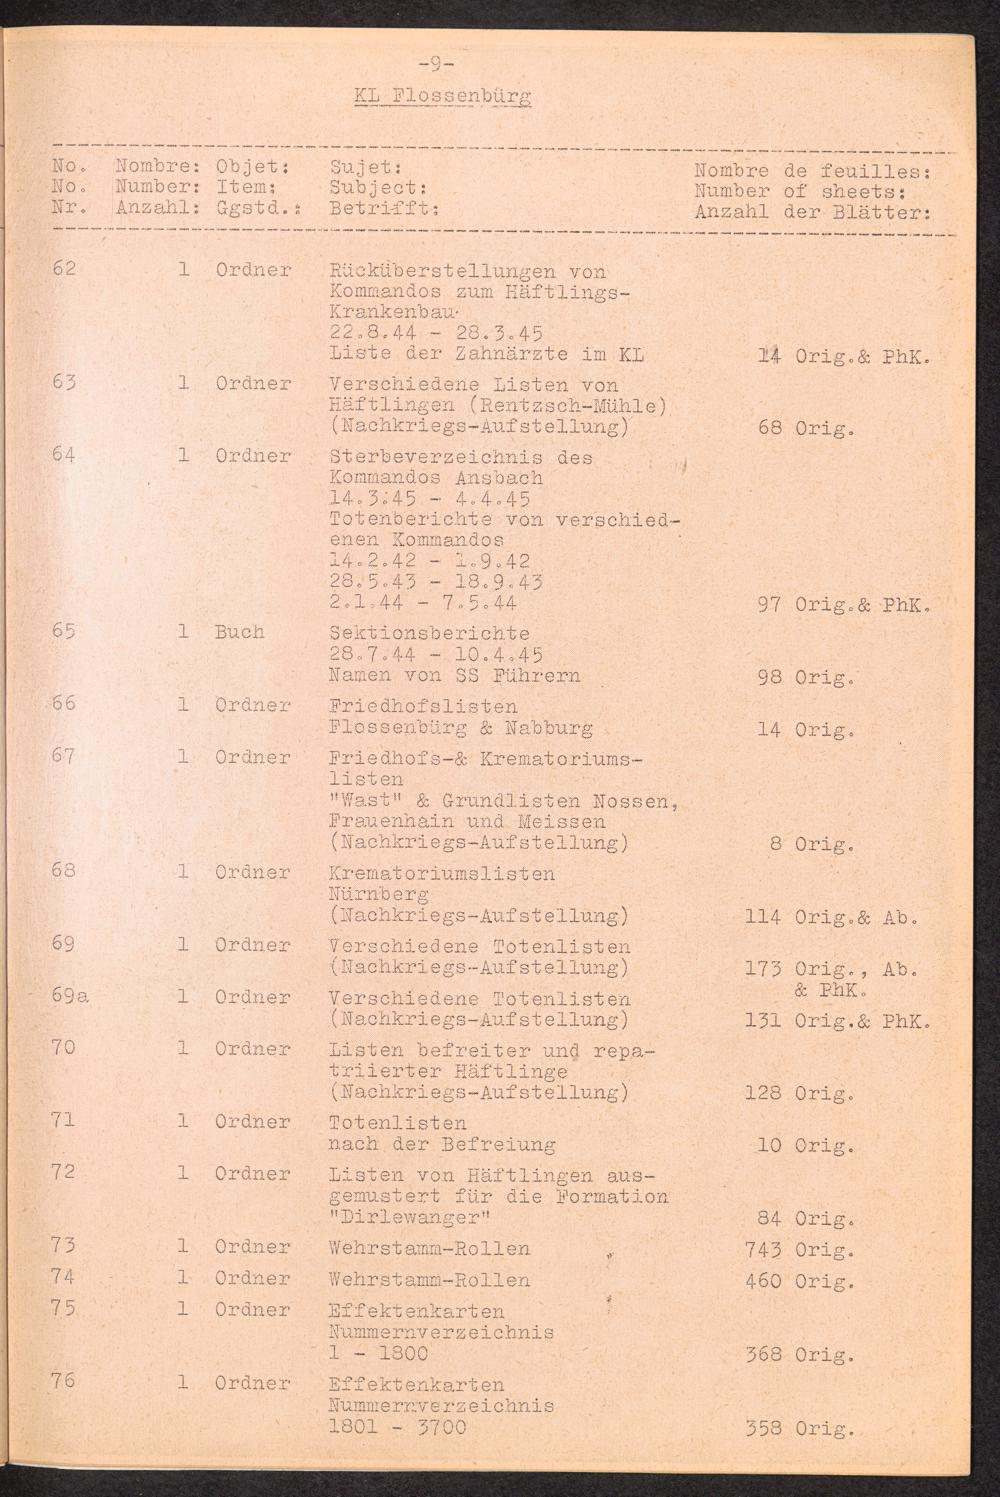 -9-
KL Flossenbürg
No. Nombre: Objet: Sujet: Nombre de feuilles:
No. Number: Item: Subject: Number of sheets:
Nr. Anzahl: Ggstd.: Betrifft: Anzahl der Blätter:
62 1 Ordner Rücküberstellungen von
Kommandos zum Häftlings-
Krankenbau
22.8.44 - 28.3.45
Liste der Zahnärzte im KL 14 Orig.& PhK.
63 1 Ordner Verschiedene Listen von
Häftlingen (Rentzsch-Mühle)
(Nachkriegs-Aufstellung) 68 Orig.
64 1 Ordner Sterbeverzeichnis des
Kommandos Ansbach
14.3.45 - 4.4.45
Totenberichte von verschied-
enen Kommandos
14.2.42 - 1.9.42
28.5.43 - 18.9.43
2.1.44 - 7.5.44 97 Orig.& PhK.
65 1 Buch Sektionsberichte
28.7.44 - 10.4.45
Namen von SS Führern 98 Orig.
66 1 Ordner Friedhofslisten
Flossenbürg & Nabburg 14 Orig.
67 1 Ordner Friedhofs-& Krematoriums-
listen
"Wast" & Grundlisten Nossen,
Frauenhain und Meissen
(Nachkriegs-Aufstellung) 8 Orig.
68 1 Ordner Krematoriumslisten
Nürnberg
(Nachkriegs-Aufstellung) 114 Orig.& Ab.
69 1 Ordner Verschiedene Totenlisten
(Nachkriegs-Aufstellung) 173 Orig., Ab.
& PhK.
69a 1 Ordner Verschiedene Totenlisten
(Nachkriegs-Aufstellung) 131 Orig.& PhK.
70 1 Ordner Listen befreiter und repa-
triierter Häftlinge
(Nachkriegs-Aufstellung) 128 Orig.
71 1 Ordner Totenlisten
nach der Befreiung 10 Orig.
72 1 Ordner Listen von Häftlingen aus-
gemustert für die Formation
"Dirlewanger" 84 Orig.
73 1 Ordner Wehrstamm-Rollen 743 Orig.
74 1 Ordner Wehrstamm-Rollen 460 Orig.
75 1 Ordner Effektenkarten
Nummernverzeichnis
1 - 1800 368 Orig.
76 1 Ordner Effektenkarten
Nummernverzeichnis
1801 - 3700 358 Orig.